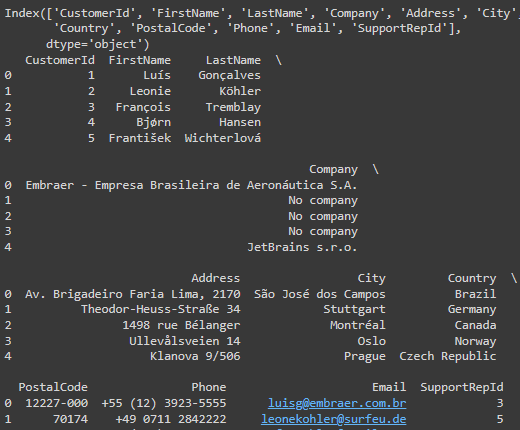 Index(['CustomerId', 'FirstName', 'LastName', 'Company', 'Address', 'City',
'Country', 'PostalCode', 'Phone', 'Email', 'SupportRepId'],
dtype='object')
CustomerId FirstName LastName \
0 1 Luís Gonçalves
1 2 Leonie Köhler
2 3 François Tremblay
3 4 Bjørn Hansen
4 5 František Wichterlová
Company \
0 Embraer - Empresa Brasileira de Aeronáutica S.A.
1 No company
2 No company
3 No company
4 JetBrains s.r.o.
Address City Country \
0 Av. Brigadeiro Faria Lima, 2170 São José dos Campos Brazil
1 Theodor-Heuss-Straße 34 Stuttgart Germany
2 1498 rue Bélanger Montréal Canada
3 Ullevålsveien 14 Oslo Norway
4 Klanova 9/506 Prague Czech Republic
PostalCode Phone Email SupportRepId
0 12227-000 +55 (12) 3923-5555 luisg@embraer.com.br 3
1 70174 +49 0711 2842222 leonekohler@surfeu.de 5